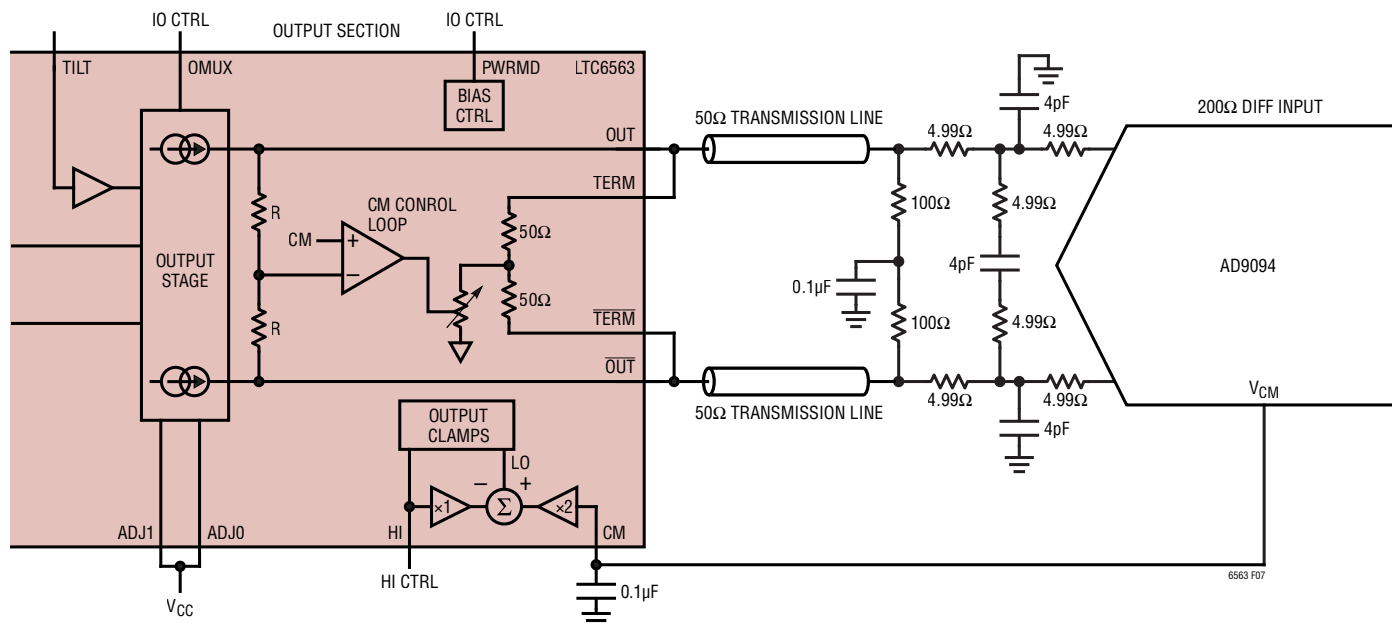 IO CTRL
OUTPUT SECTION
IO CTRL
TILT
OMUX
PWRMD
LTC6563
BIAS
CTRL
4pF
200Ω DIFF INPUT
50Ω TRANSMISSION LINE
OUT
4.99Ω
4.99Ω
TERM
R
CM CONROL
LOOP
CM
+
–
50Ω
100Ω
4.99Ω
OUTPUT
STAGE
4pF
AD9094
0.1µF
50Ω
R
TERM
100Ω
4.99Ω
OUT
4.99Ω
4.99Ω
VCM
50Ω TRANSMISSION LINE
OUTPUT
CLAMPS
4pF
LO
– +
×1
Σ
×2
ADJ1
ADJ0
HI
CM
HI CTRL
0.1µF
VCC
6563 F07